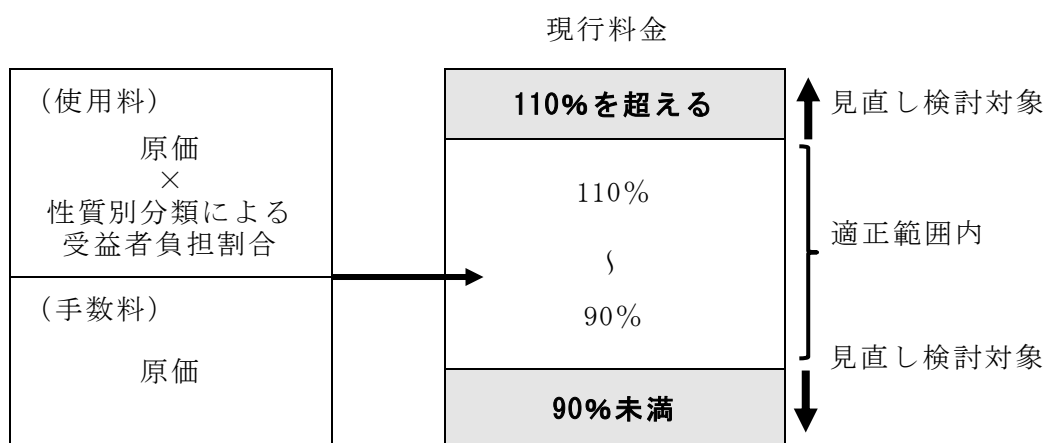 現行料金
（使用料）
原価
×
性質別分類による
受益者負担割合
（手数料）
原価
110%を超える
110%
～
90%
90%未満
見直し検討対象
適正範囲内
見直し検討対象